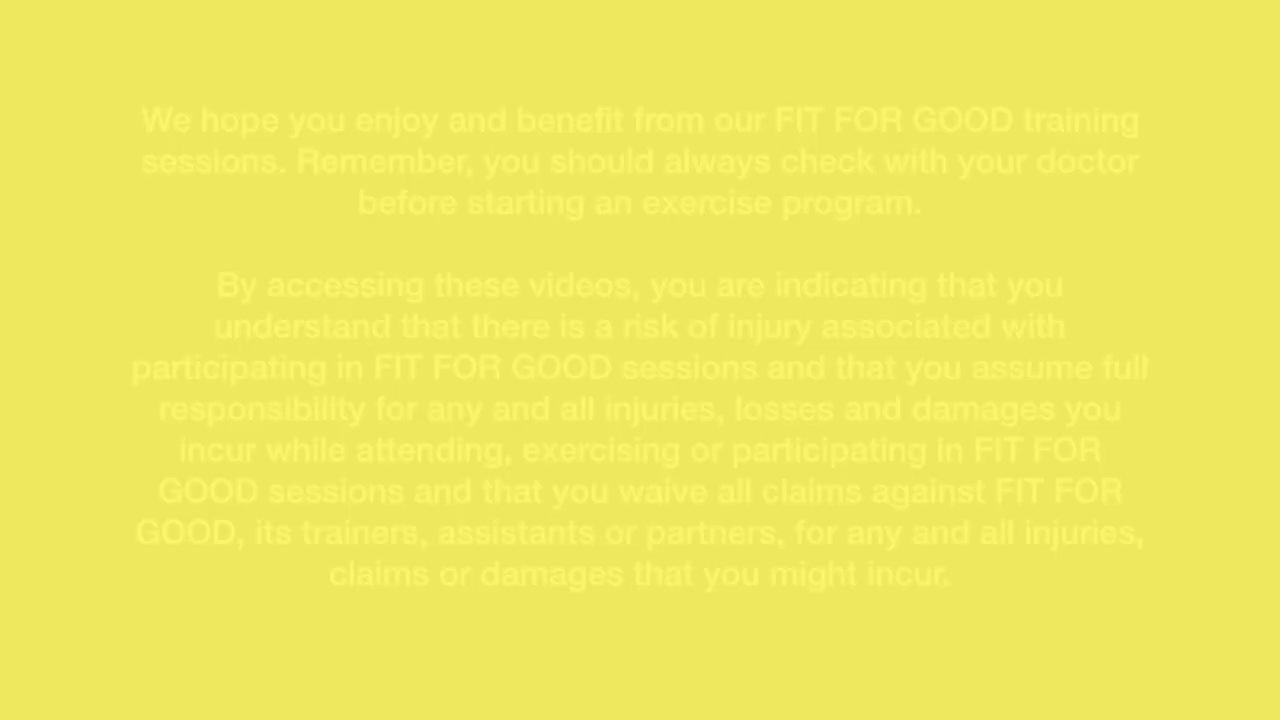 We hope you enjoy and benefit from our FIT FOR GOOD training
sessions. Remember, you should always check with your doctor
before starting an exercise program.
By accessing these videos, you are indicating that you
understand that there is a risk of injury associated with
participating in FIT FOR GOOD sessions and that you assume full
responsibility for any and all injuries, losses and damages you
incur while attending, exercising or participating in FIT FOR
GOOD sessions and that you waive all claims against FIT FOR
GOOD, its trainers, assistants or partners, for any and all injuries,
claims or damages that you might incur.